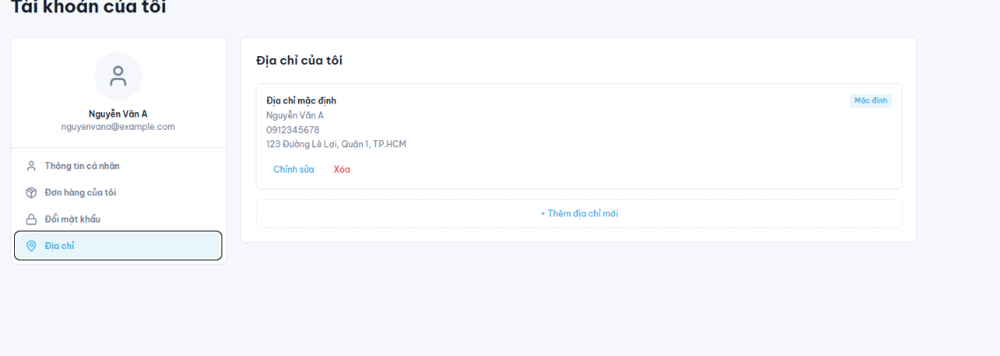 Tài khoản của tôi
Nguyễn Văn A
nguyenvana@example.com
Thông tin cá nhân
Đơn hàng của tôi
Đổi mật khẩu
Địa chỉ
Địa chỉ của tôi
Địa chỉ mặc định
Mặc định
Nguyễn Văn A
0912345678
123 Đường Lê Lợi, Quận 1, TP.HCM
Chỉnh sửa
Xóa
+ Thêm địa chỉ mới